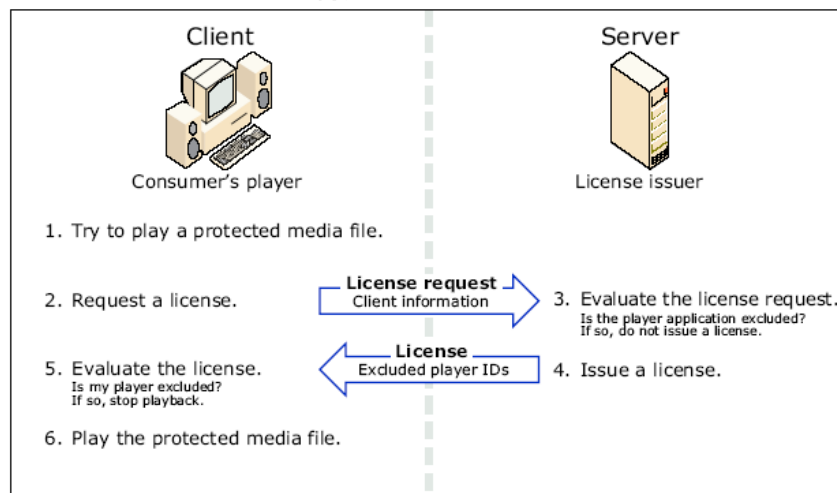 Client
Server
Consumer's player
License issuer
1. Try to play a protected media file.
License request
2. Request a license.
Client information
3. Evaluate the license request.
Is the player application excluded?
If so, do not issue a license.
License
5. Evaluate the license.
Excluded player IDs
4. Issue a license.
Is my player excluded?
If so, stop playback.
6. Play the protected media file.